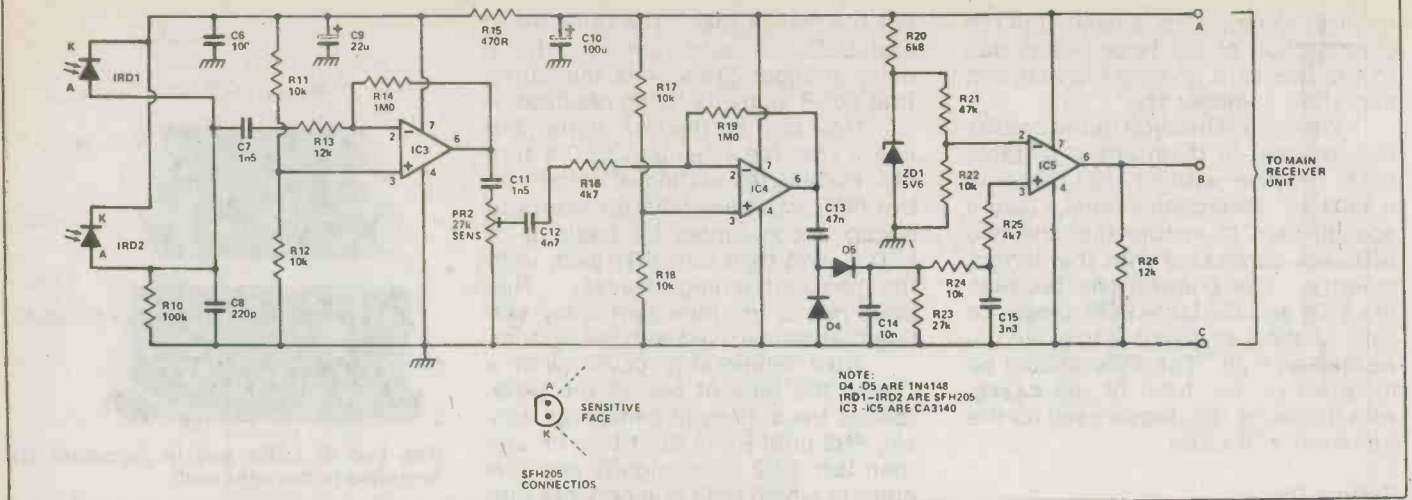 K
A
IRD1
K
A
IRD2
R10
100k
C6
C7
1n5
C8
220p
C9
22u
+
R11
10k
R12
10k
R13
12k
R14
1M0
2
3
7
6
4
IC3
R15
470R
C10
100u
+
C11
1n5
PR2
27k
SENS
C12
4n7
R16
4k7
R17
10k
R18
10k
R19
1M0
2
3
7
6
4
IC4
C13
47n
D5
D4
C14
10n
R23
27k
R24
10k
R20
6k8
ZD1
5V6
R21
47k
R22
10k
R25
4k7
C15
3n3
2
3
7
6
4
IC5
R26
12k
A
B
C
TO MAIN
RECEIVER
UNIT
NOTE:
D4 -D5 ARE 1N4148
IRD1-IRD2 ARE SFH205
IC3 -IC5 ARE CA3140
A
K
SENSITIVE
FACE
SFH205
CONNECTIOS